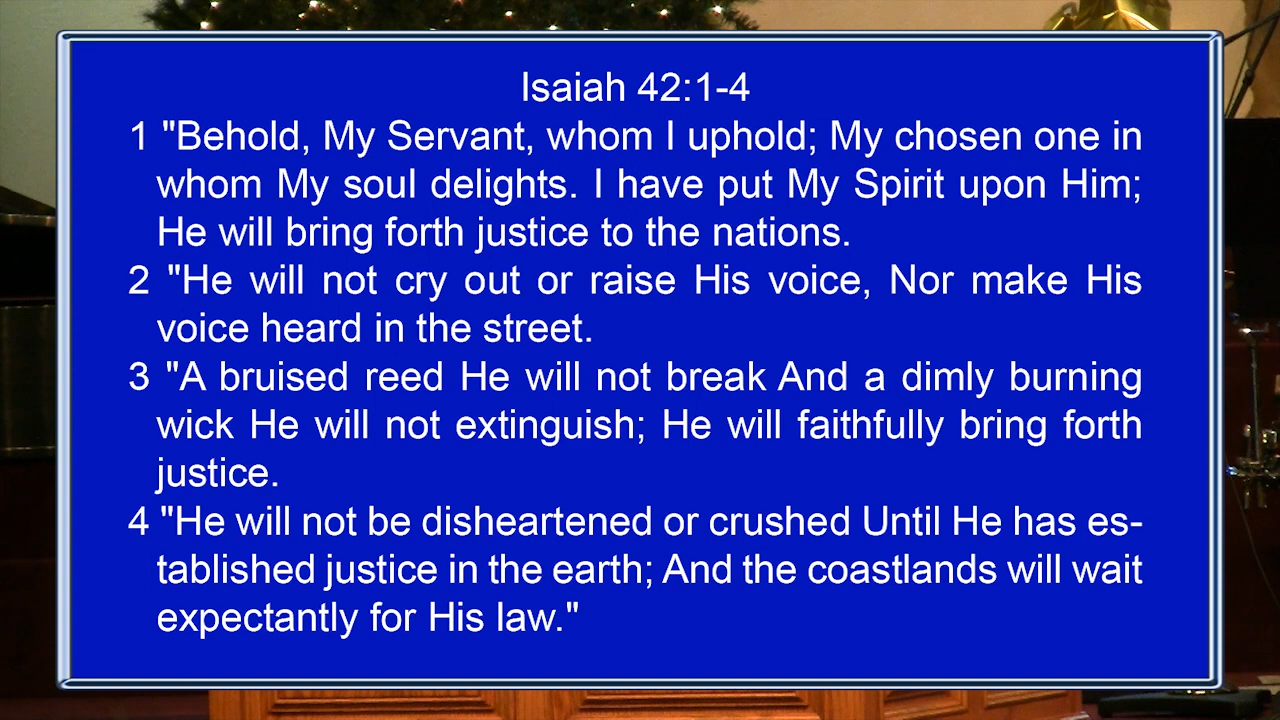 Isaiah 42:1-4
1 "Behold, My Servant, whom I uphold; My chosen one in
whom My soul delights. I have put My Spirit upon Him;
He will bring forth justice to the nations.
2 "He will not cry out or raise His voice, Nor make His
voice heard in the street.
3 "A bruised reed He will not break And a dimly burning
wick He will not extinguish; He will faithfully bring forth
justice.
4 "He will not be disheartened or crushed Until He has es-
tablished justice in the earth; And the coastlands will wait
expectantly for His law."